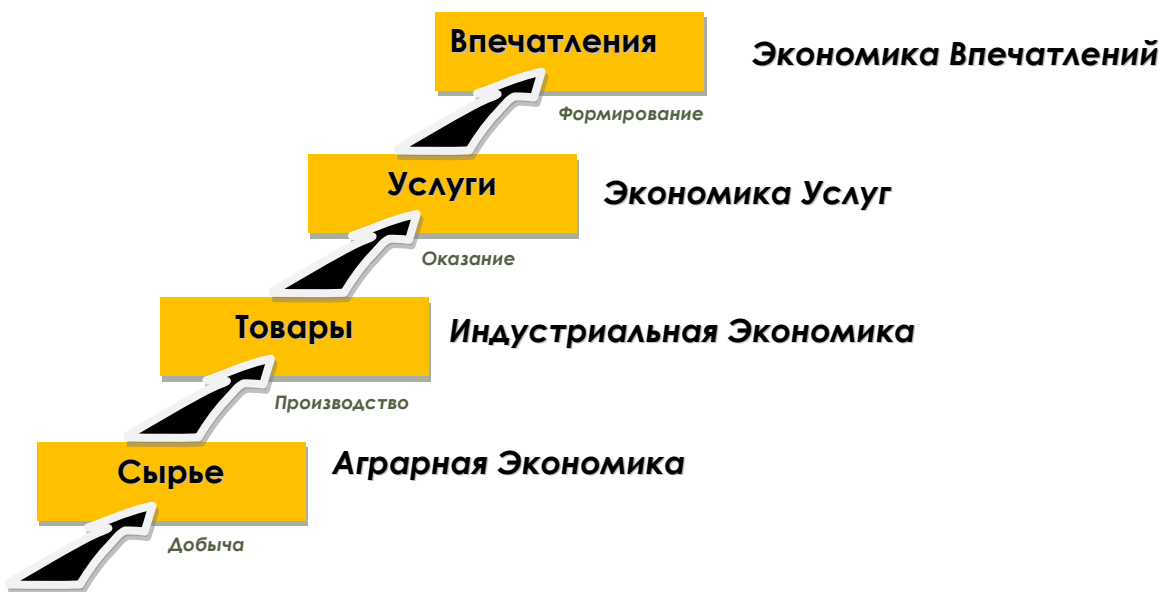 Впечатления
Экономика Впечатлений
Формирование
Услуги
Экономика Услуг
Оказание
Товары
Индустриальная Экономика
Производство
Сырье
Аграрная Экономика
Добыча